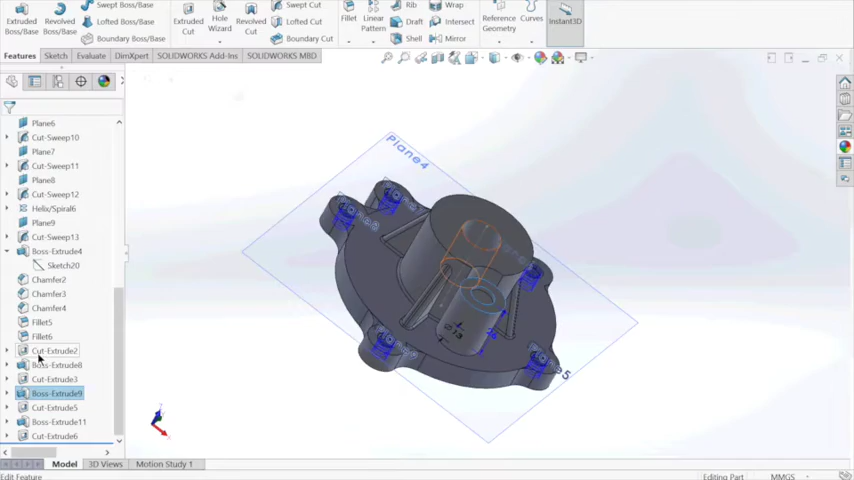 Extruded Boss/Base
Revolved Boss/Base
Swept Boss/Base
Lofted Boss/Base
Boundary Boss/Base
Extruded Cut
Hole Wizard
Revolved Cut
Swept Cut
Lofted Cut
Boundary Cut
Fillet
Linear Pattern
Rib
Draft
Shell
Wrap
Intersect
Mirror
Reference Geometry
Curves
Instant3D
Features Sketch Evaluate DimXpert SOLIDWORKS Add-Ins SOLIDWORKS MBD
Plane6
Cut-Sweep10
Plane7
Cut-Sweep11
Plane8
Cut-Sweep12
Helix/Spiral6
Plane9
Cut-Sweep13
Boss-Extrude4
Sketch20
Chamfer2
Chamfer3
Chamfer4
Fillet5
Fillet6
Cut-Extrude2
Boss-Extrude8
Cut-Extrude3
Boss-Extrude9
Cut-Extrude5
Boss-Extrude11
Cut-Extrude6
Plane4
Model 3D Views Motion Study 1
Edit Feature Editing Part MMGS